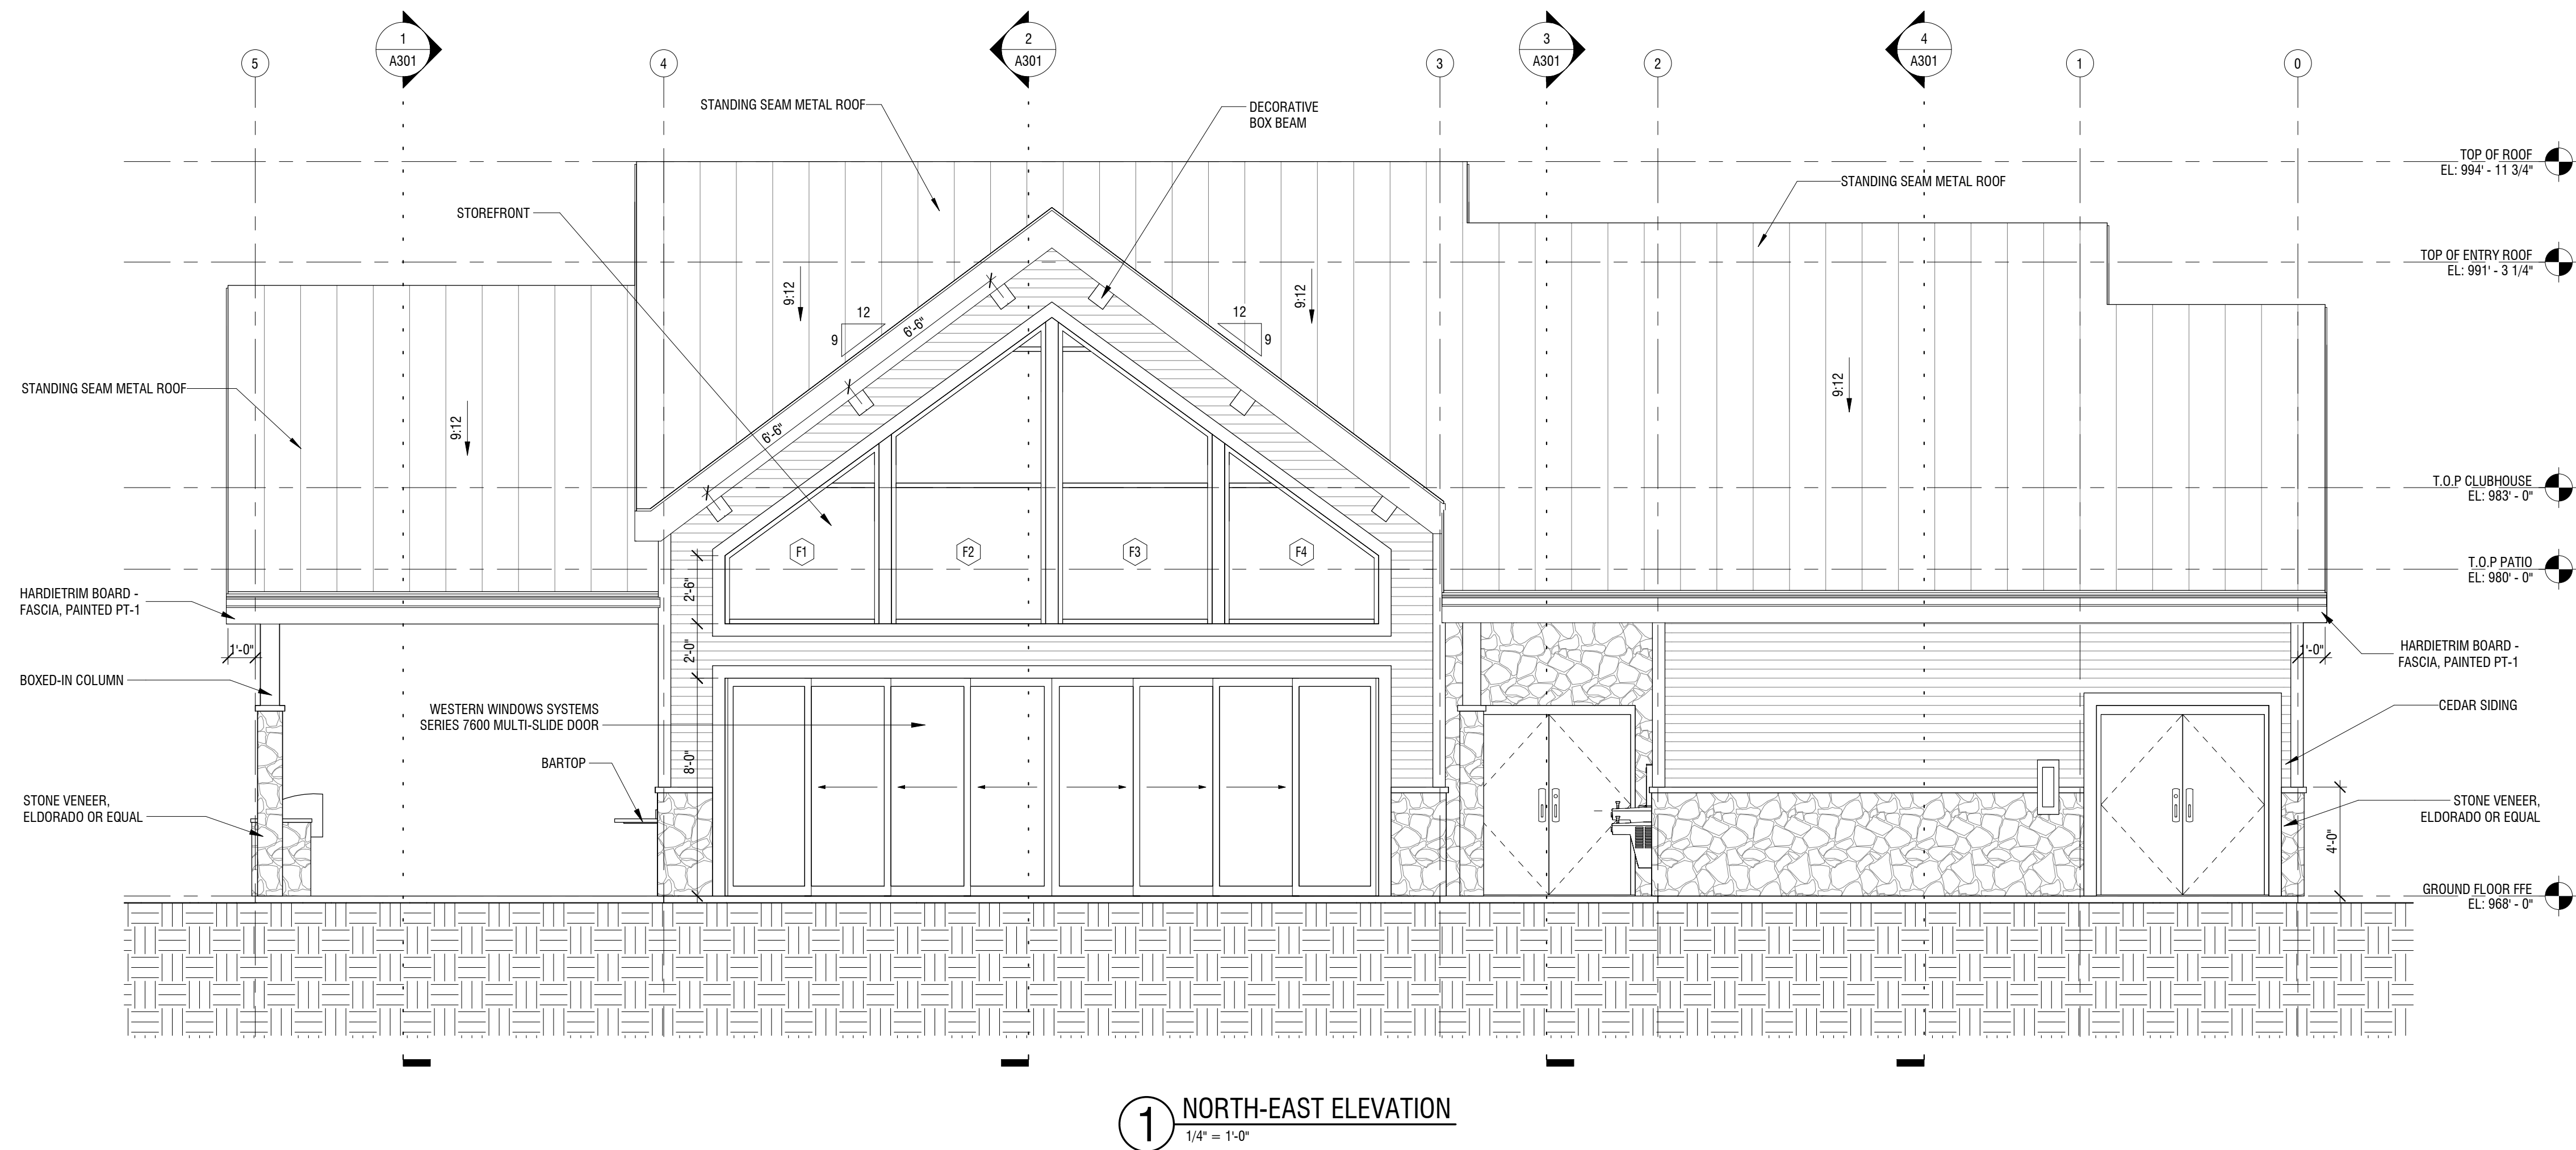 1
A301
2
A301
3
A301
4
A301
5
4
3
2
1
0
STANDING SEAM METAL ROOF
DECORATIVE
BOX BEAM
TOP OF ROOF
EL: 994' - 11 3/4"
STANDING SEAM METAL ROOF
STOREFRONT
TOP OF ENTRY ROOF
EL: 991' - 3 1/4"
9:12
12
9
6'-6"
12
9
9:12
STANDING SEAM METAL ROOF
9:12
9:12
6'-6"
T.O.P CLUBHOUSE
EL: 983' - 0"
F1
F2
F3
F4
T.O.P PATIO
EL: 980' - 0"
HARDIETRIM BOARD -
FASCIA, PAINTED PT-1
2'-6"
1'-0"
2'-0"
1'-0"
HARDIETRIM BOARD -
FASCIA, PAINTED PT-1
BOXED-IN COLUMN
WESTERN WINDOWS SYSTEMS
SERIES 7600 MULTI-SLIDE DOOR
CEDAR SIDING
BARTOP
8'-0"
STONE VENEER,
ELDORADO OR EQUAL
STONE VENEER,
ELDORADO OR EQUAL
4'-0"
GROUND FLOOR FFE
EL: 968' - 0"
1
NORTH-EAST ELEVATION
1/4" = 1'-0"